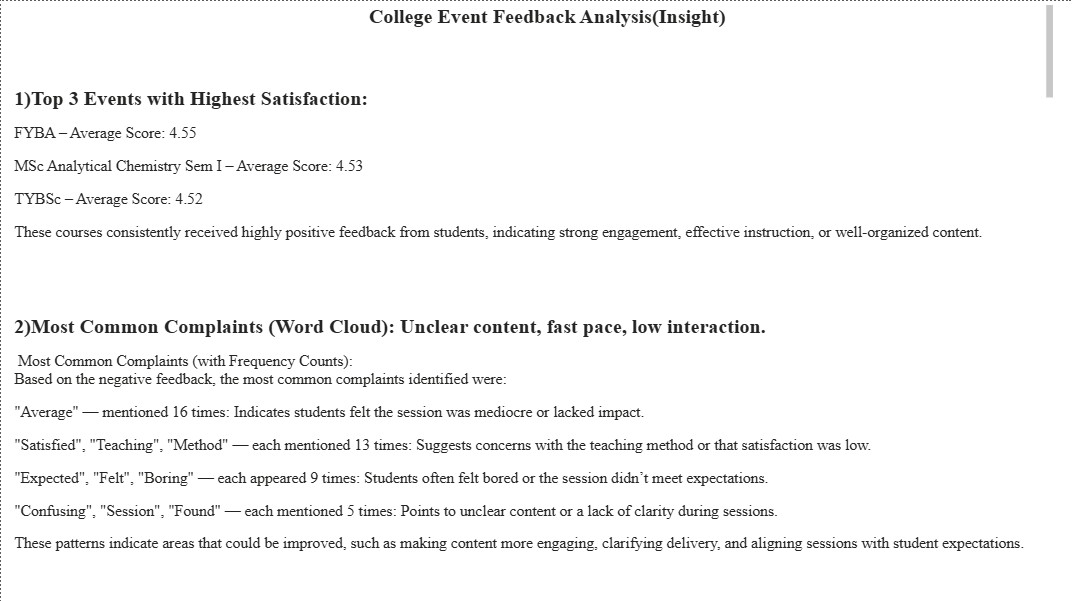 College Event Feedback Analysis(Insight)
1)Top 3 Events with Highest Satisfaction:
FYBA – Average Score: 4.55
MSc Analytical Chemistry Sem I – Average Score: 4.53
TYBSc – Average Score: 4.52
These courses consistently received highly positive feedback from students, indicating strong engagement, effective instruction, or well-organized content.
2)Most Common Complaints (Word Cloud): Unclear content, fast pace, low interaction.
Most Common Complaints (with Frequency Counts):
Based on the negative feedback, the most common complaints identified were:
"Average" — mentioned 16 times: Indicates students felt the session was mediocre or lacked impact.
"Satisfied", "Teaching", "Method" — each mentioned 13 times: Suggests concerns with the teaching method or that satisfaction was low.
"Expected", "Felt", "Boring" — each appeared 9 times: Students often felt bored or the session didn’t meet expectations.
"Confusing", "Session", "Found" — each mentioned 5 times: Points to unclear content or a lack of clarity during sessions.
These patterns indicate areas that could be improved, such as making content more engaging, clarifying delivery, and aligning sessions with student expectations.